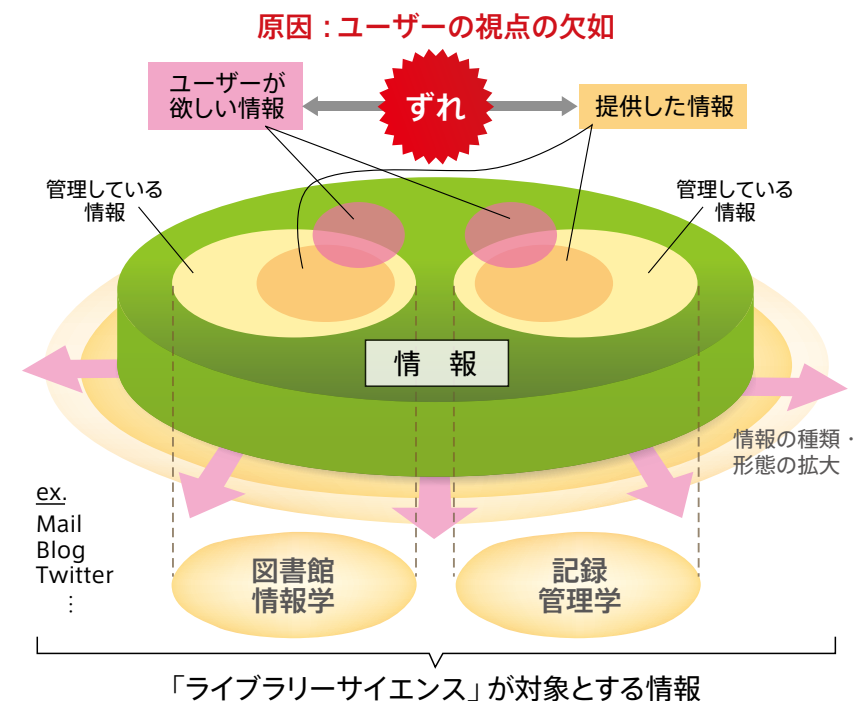 原因:ユーザーの視点の欠如
ユーザーが
欲しい情報
ずれ
提供した情報
管理している
情報
管理している
情報
情 報
情報の種類・
形態の拡大
ex.
Mail
Blog
Twitter
⋮
図書館
情報学
記録
管理学
「ライブラリーサイエンス」が対象とする情報